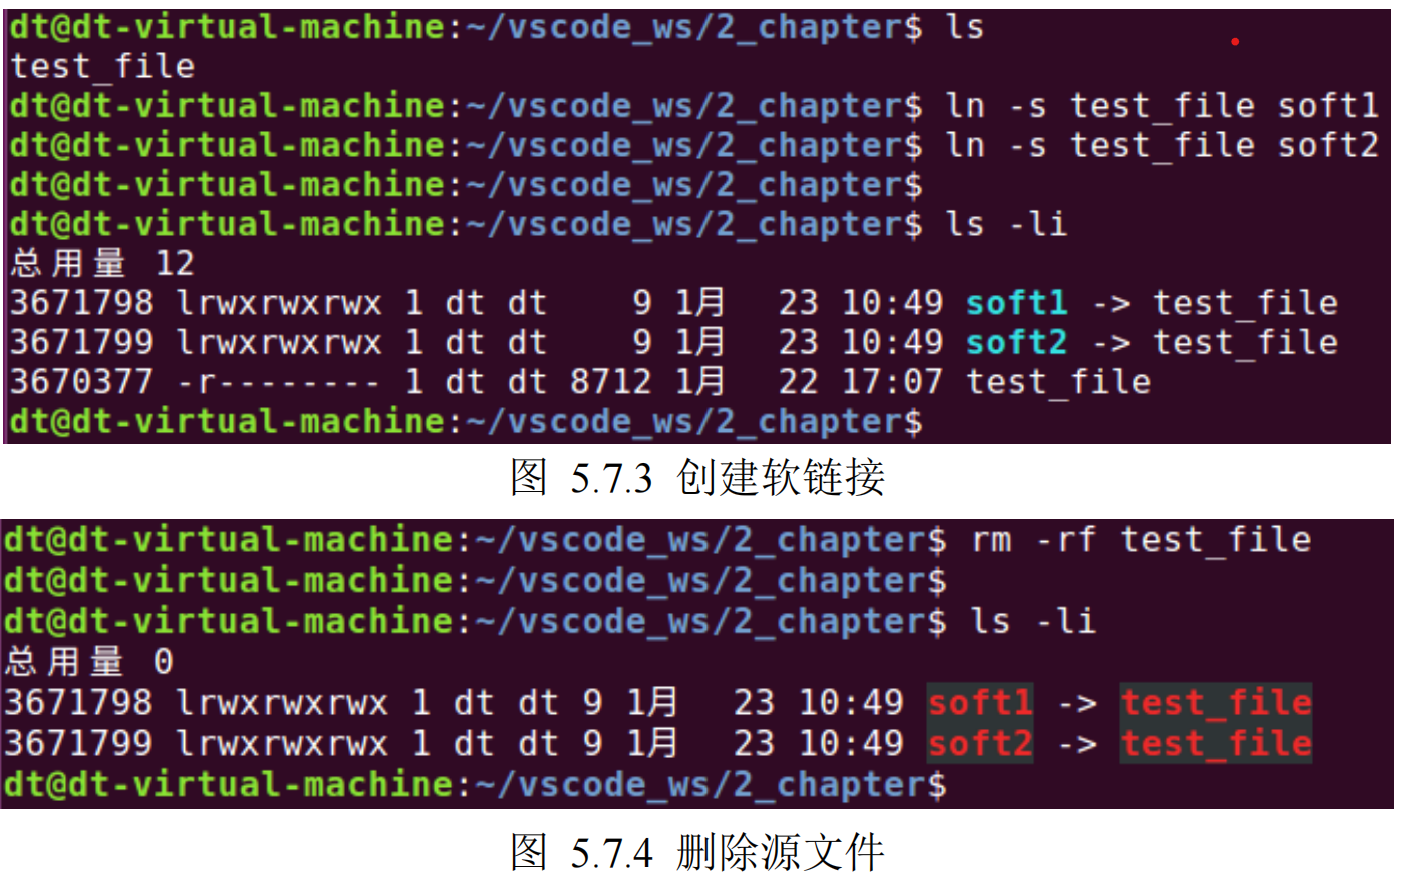 dt@dt-virtual-machine:~/vscode_ws/2_chapter$ ls
test_file
dt@dt-virtual-machine:~/vscode_ws/2_chapter$ ln -s test_file soft1
dt@dt-virtual-machine:~/vscode_ws/2_chapter$ ln -s test_file soft2
dt@dt-virtual-machine:~/vscode_ws/2_chapter$
dt@dt-virtual-machine:~/vscode_ws/2_chapter$ ls -li
总用量 12
3671798 lrwxrwxrwx 1 dt dt    9 1月   23 10:49 soft1 -> test_file
3671799 lrwxrwxrwx 1 dt dt    9 1月   23 10:49 soft2 -> test_file
3670377 -r-------- 1 dt dt 8712 1月   22 17:07 test_file
dt@dt-virtual-machine:~/vscode_ws/2_chapter$
图 5.7.3 创建软链接
dt@dt-virtual-machine:~/vscode_ws/2_chapter$ rm -rf test_file
dt@dt-virtual-machine:~/vscode_ws/2_chapter$
dt@dt-virtual-machine:~/vscode_ws/2_chapter$ ls -li
总用量 0
3671798 lrwxrwxrwx 1 dt dt 9 1月   23 10:49 soft1 -> test_file
3671799 lrwxrwxrwx 1 dt dt 9 1月   23 10:49 soft2 -> test_file
dt@dt-virtual-machine:~/vscode_ws/2_chapter$
图 5.7.4 删除源文件